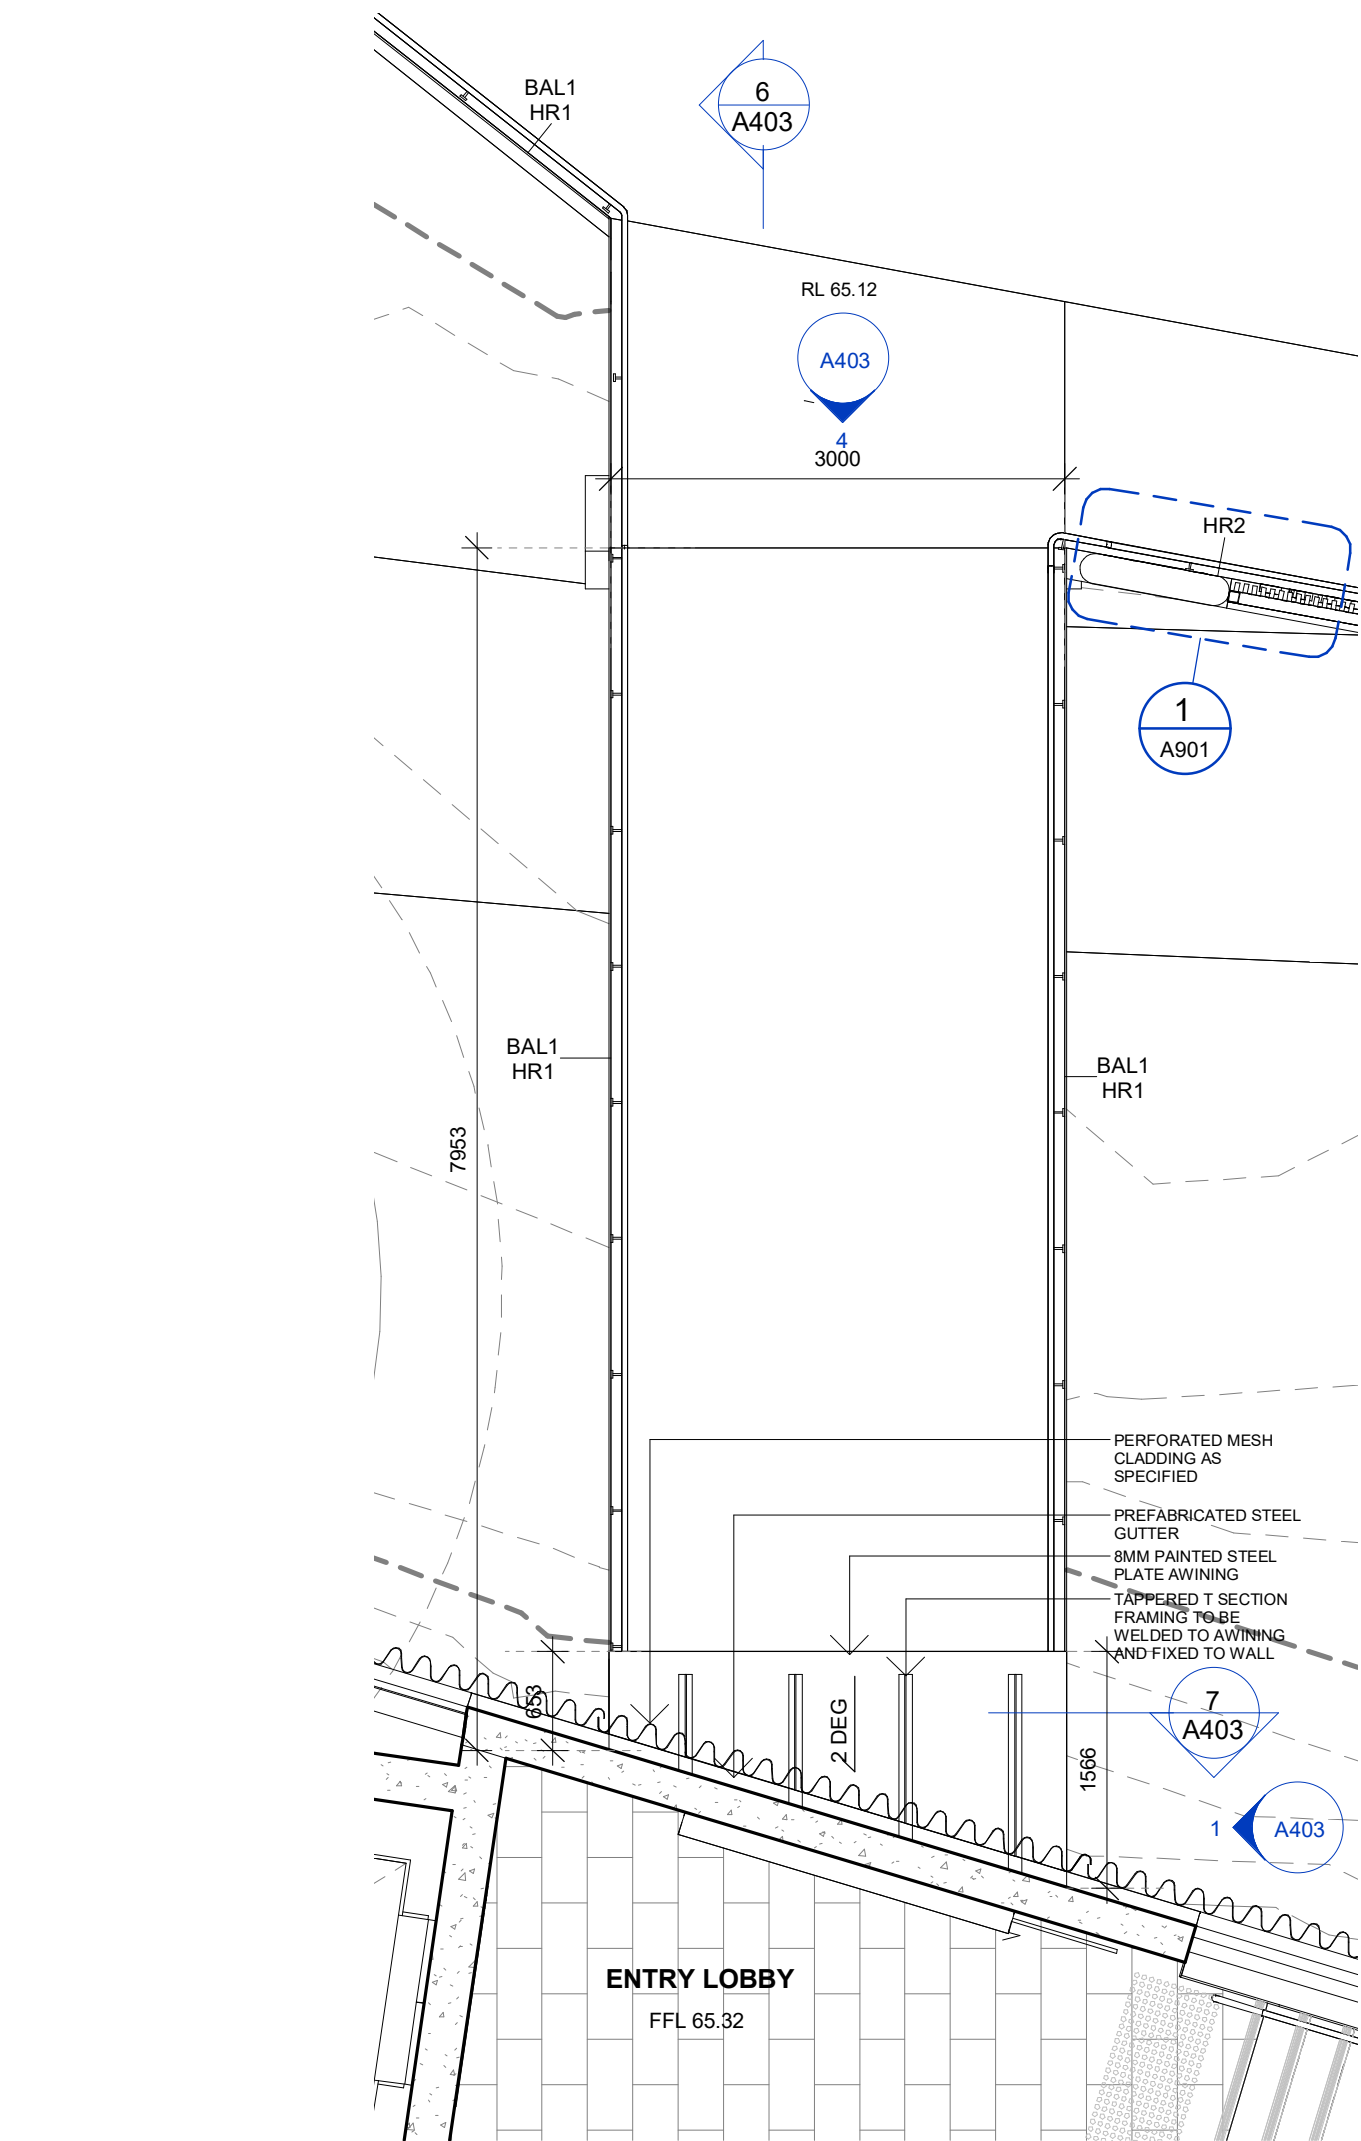 BAL1
HR1
6
A403
RL 65.12
A403
4
3000
HR2
1
A901
BAL1
HR1
BAL1
HR1
7953
PERFORATED MESH
CLADDING AS
SPECIFIED
PREFABRICATED STEEL
GUTTER
8MM PAINTED STEEL
PLATE AWINING
TAPPERED T SECTION
FRAMING TO BE
WELDED TO AWINING
AND FIXED TO WALL
653
2 DEG
7
A403
1566
1
A403
ENTRY LOBBY
FFL 65.32